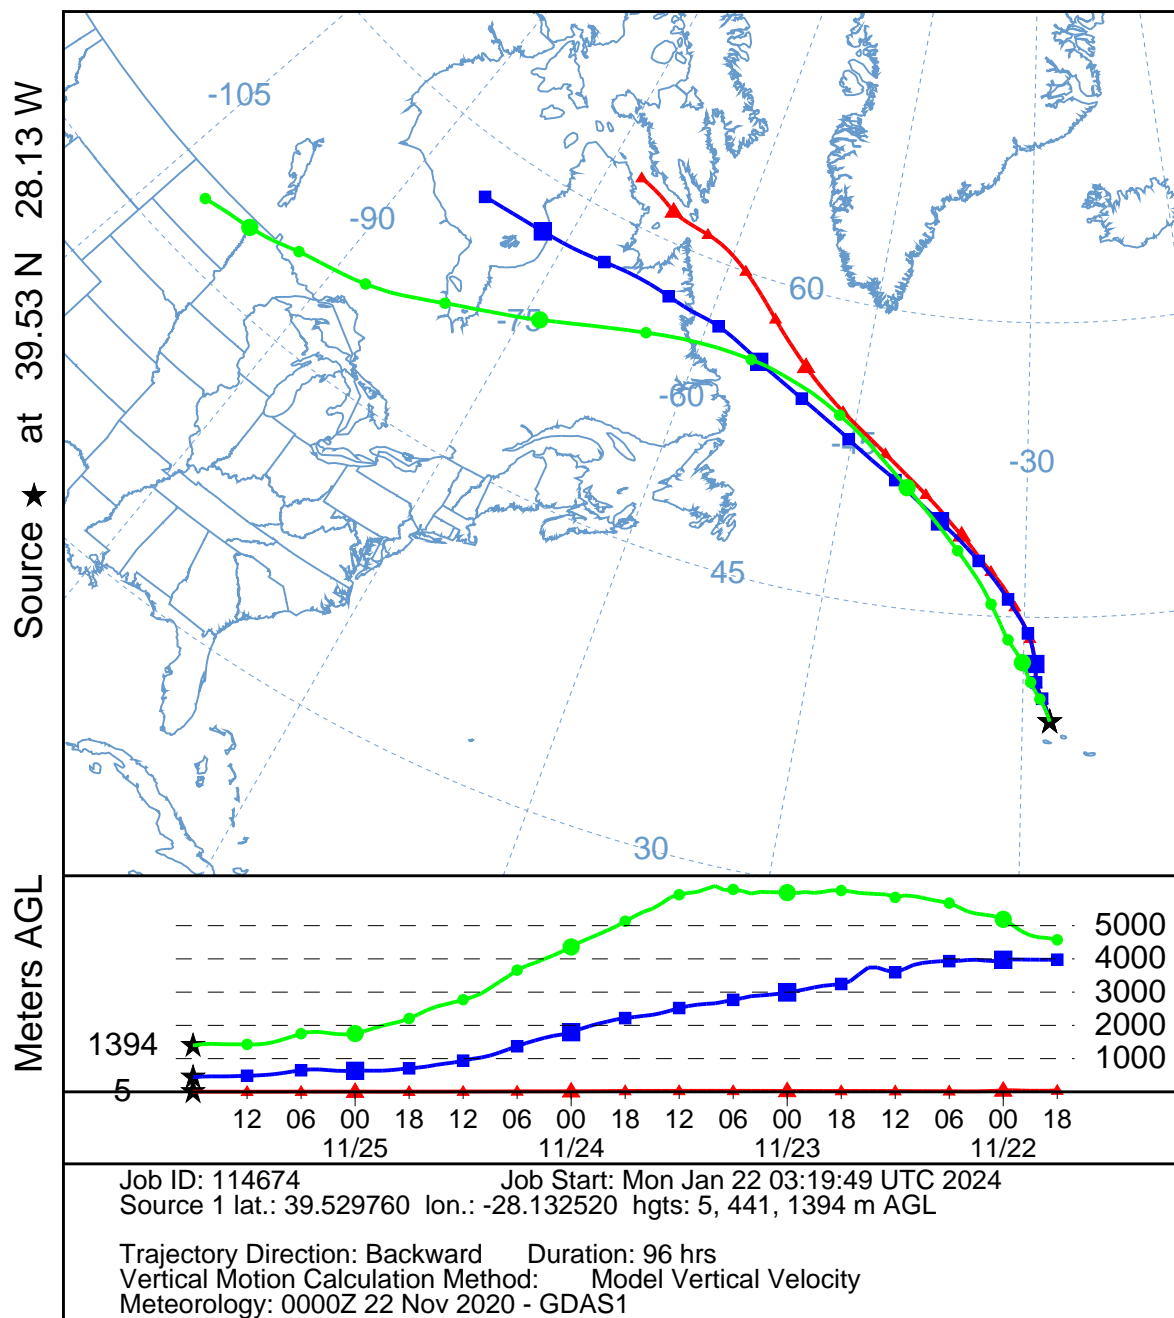 Source ★ at 39.53 N 28.13 W
-105
-90
-75
60
-60
-45
-30
45
30
Meters AGL
5000
4000
3000
2000
1000
1394
5
12 06 00 18 12 06 00 18 12 06 00 18 12 06 00 18
11/25 11/24 11/23 11/22
Job ID: 114674 Job Start: Mon Jan 22 03:19:49 UTC 2024
Source 1 lat.: 39.529760 lon.: -28.132520 hgts: 5, 441, 1394 m AGL
Trajectory Direction: Backward Duration: 96 hrs
Vertical Motion Calculation Method: Model Vertical Velocity
Meteorology: 0000Z 22 Nov 2020 - GDAS1